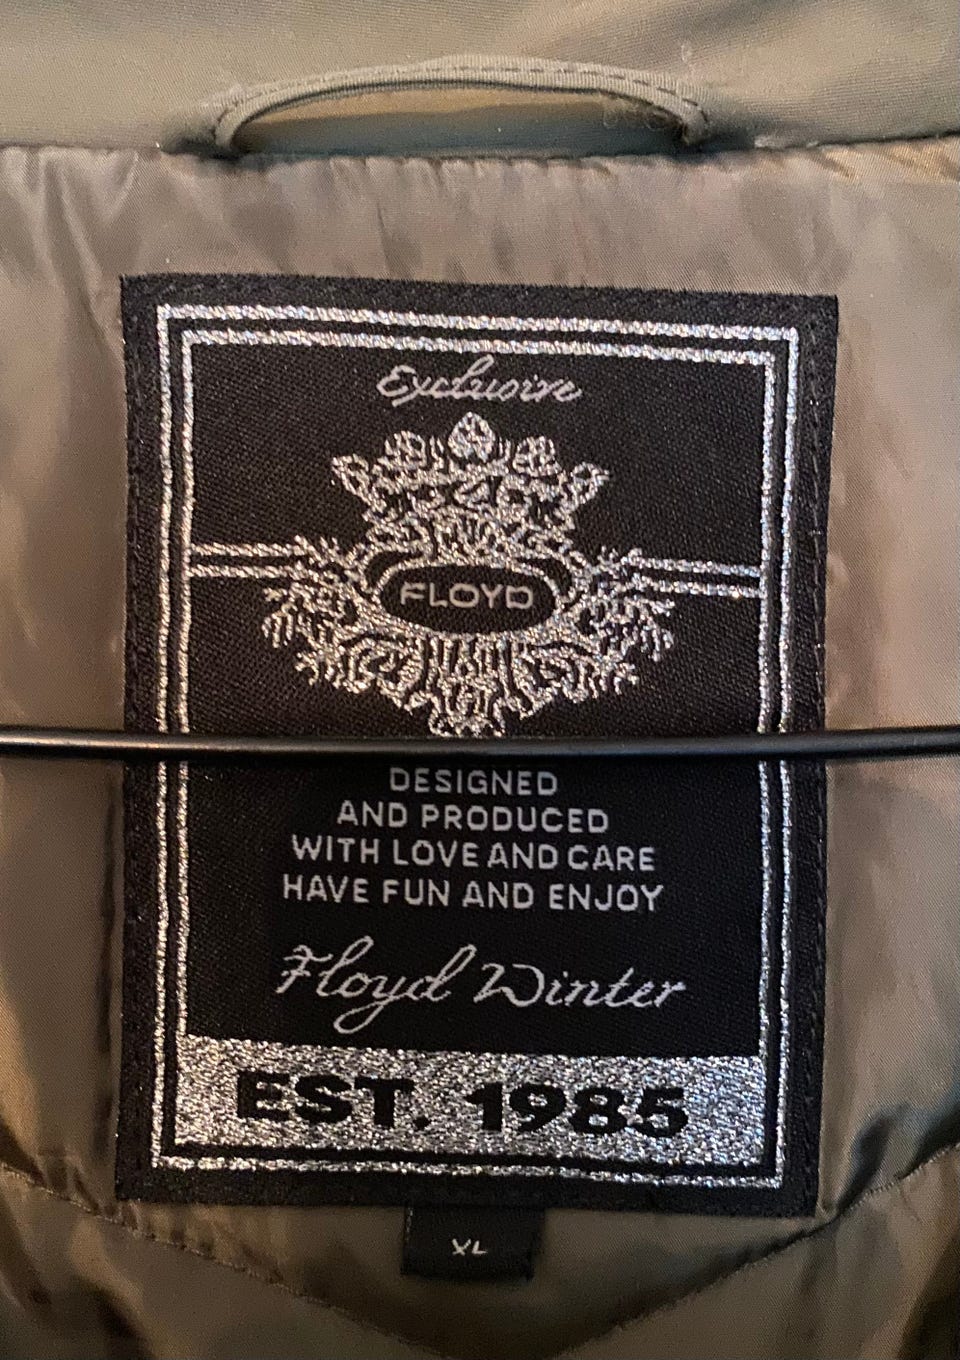 Exclusive
FLOYD
DESIGNED
AND PRODUCED
WITH LOVE AND CARE
HAVE FUN AND ENJOY
Floyd Winter
EST. 1985
XL